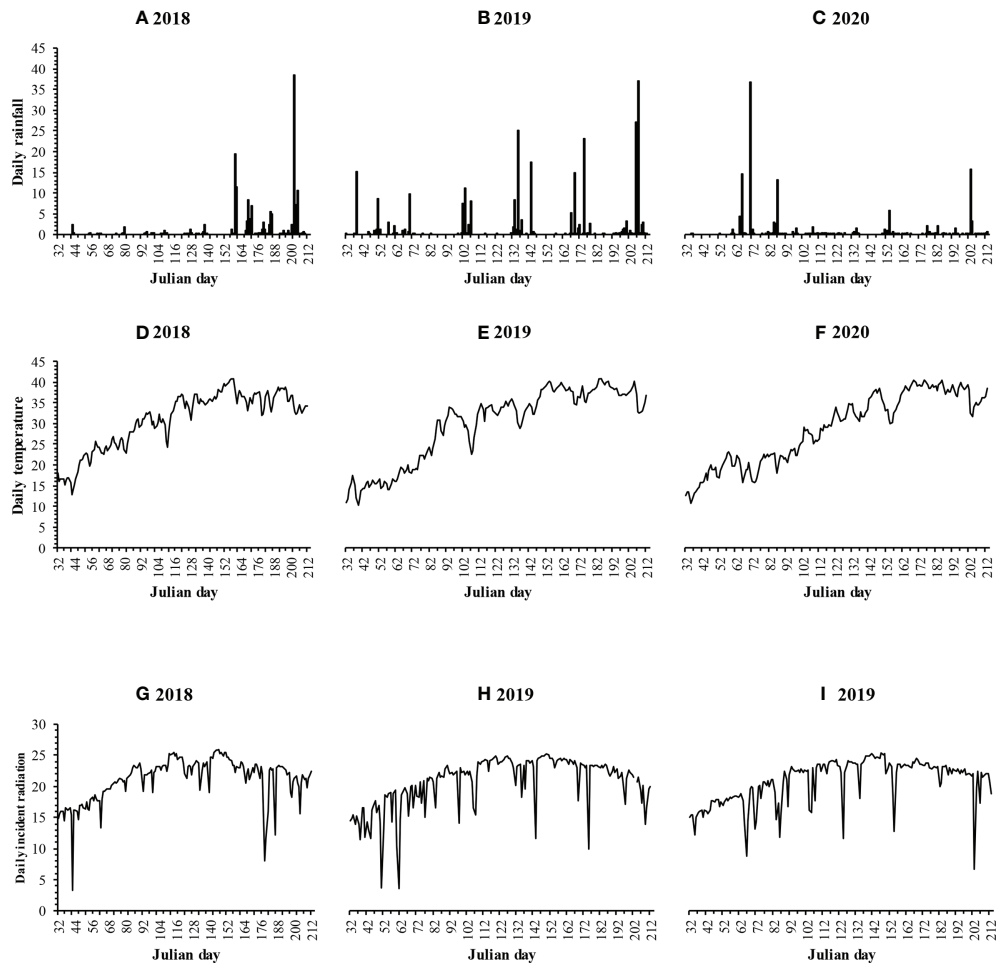 A 2018
B 2019
C 2020
Daily rainfall
45
40
35
30
25
20
15
10
5
0
32 44 56 68 80 92 104 116 128 140 152 164 176 188 200 212
32 42 52 62 72 82 92 102 112 122 132 142 152 162 172 182 192 202 212
32 42 52 62 72 82 92 102 112 122 132 142 152 162 172 182 192 202 212
Julian day
Julian day
Julian day
D 2018
E 2019
F 2020
Daily temperature
45
40
35
30
25
20
15
10
5
0
32 44 56 68 80 92 104 116 128 140 152 164 176 188 200 212
32 42 52 62 72 82 92 102 112 122 132 142 152 162 172 182 192 202 212
32 42 52 62 72 82 92 102 112 122 132 142 152 162 172 182 192 202 212
Julian day
Julian day
Julian day
G 2018
H 2019
I 2019
Daily incident radiation
30
25
20
15
10
5
0
32 44 56 68 80 92 104 116 128 140 152 164 176 188 200 212
32 42 52 62 72 82 92 102 112 122 132 142 152 162 172 182 192 202 212
32 42 52 62 72 82 92 102 112 122 132 142 152 162 172 182 192 202 212
Julian day
Julian day
Julian day